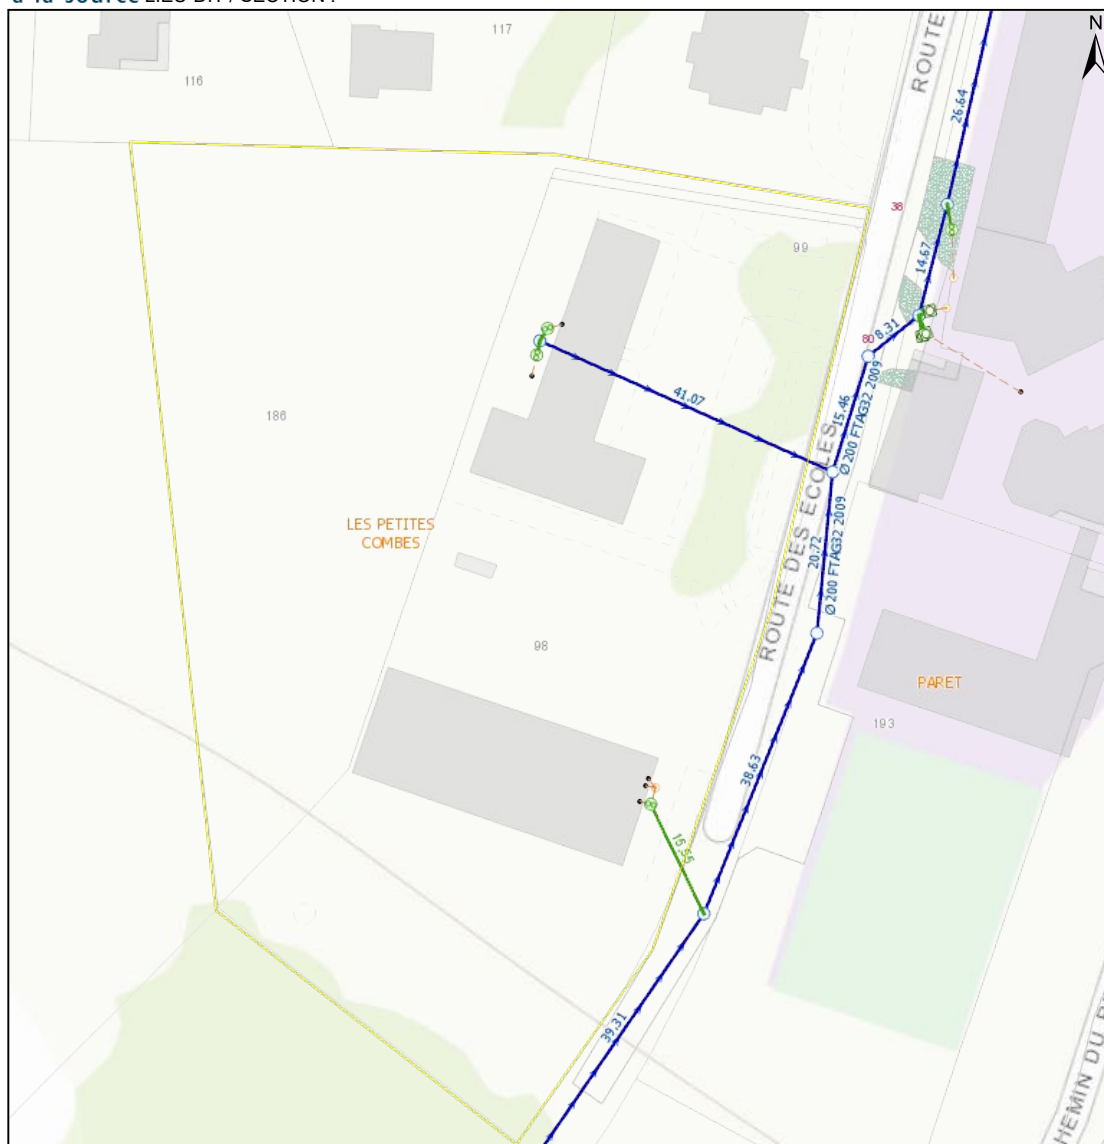 à la source LIEU-DIT / SECTION :
N
117
116
ROUTE
26.64
38
99
14.67
8.31
80
41.07
15.46
Ø 200 FTAG32 2009
186
LES PETITES
COMBES
ROUTE DES ECOLES
20.72
Ø 200 FTAG32 2009
98
PARET
193
38.63
15.55
39.31